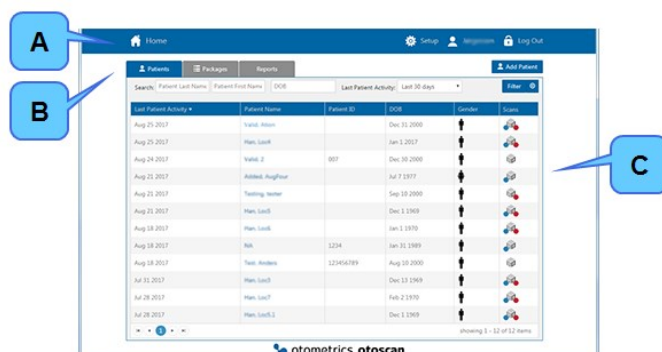 A
Home Setup Log Out
Patients Packages Reports Add Patient
B
Search: Patient Last Name Patient First Name DOB Last Patient Activity: Last 30 days Filter
Last Patient Activity Patient Name Patient ID DOB Gender Scans
Aug 25 2017 Valid, Alton Dec 31 2000
Aug 25 2017 Han, Loc4 Jan 1 2017
C
Aug 24 2017 Valid, 2 007 Dec 30 2000
Aug 21 2017 Added, AugFour Jul 7 1977
Aug 21 2017 Testing, tester Sep 10 2000
Aug 21 2017 Han, Loc5 Dec 1 1969
Aug 18 2017 Han, Loc6 Jan 1 1970
Aug 18 2017 NA 1234 Jan 31 1989
Aug 18 2017 Test, Anders 123456789 Aug 10 2000
Jul 31 2017 Han, Loc3 Dec 13 1969
Jul 28 2017 Han, Loc7 Feb 2 1970
Jul 28 2017 Han, Loc5.1 Dec 1 1969
1 showing 1 - 12 of 12 items
otometrics otoscan